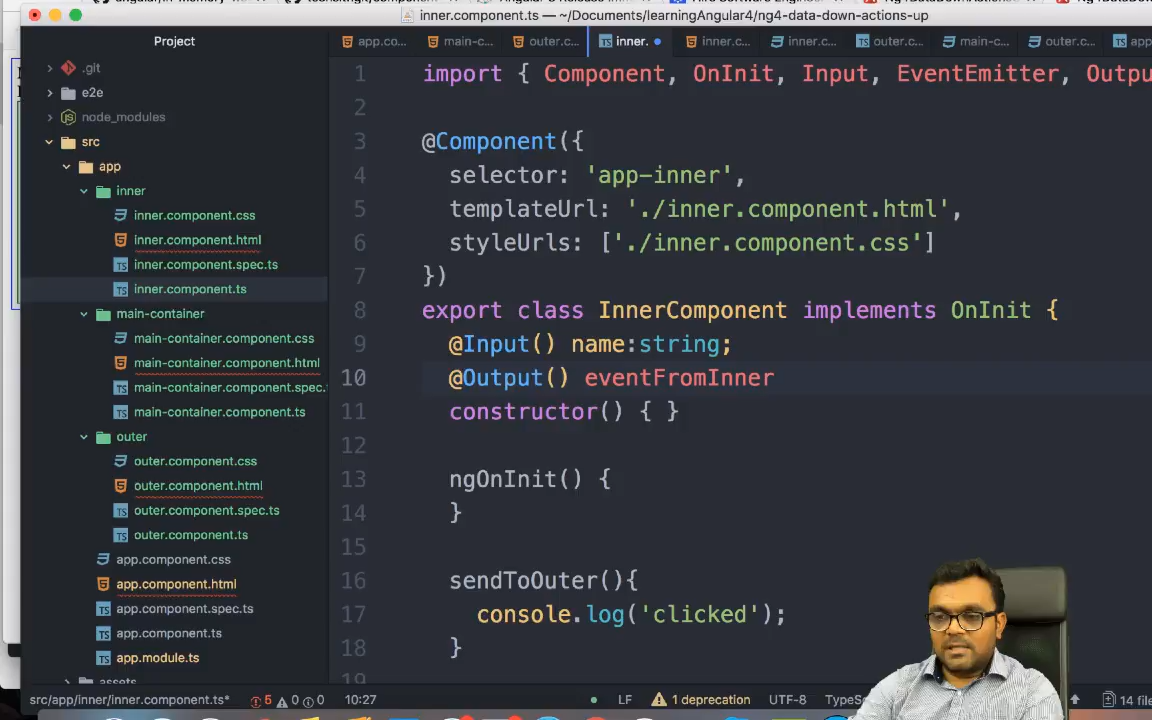 inner.component.ts — ~/Documents/learningAngular4/ng4-data-down-actions-up
Project
app.co...
main-c...
outer.c...
inner.
inner.c...
inner.c...
outer.c...
main-c...
outer.c...
app
.git
e2e
node_modules
src
app
inner
inner.component.css
inner.component.html
inner.component.spec.ts
inner.component.ts
main-container
main-container.component.css
main-container.component.html
main-container.component.spec.
main-container.component.ts
outer
outer.component.css
outer.component.html
outer.component.spec.ts
outer.component.ts
app.component.css
app.component.html
app.component.spec.ts
app.component.ts
app.module.ts
assets
1 import { Component, OnInit, Input, EventEmitter, Outpu
2
3 @Component({
4 selector: 'app-inner',
5 templateUrl: './inner.component.html',
6 styleUrls: ['./inner.component.css']
7 })
8 export class InnerComponent implements OnInit {
9 @Input() name:string;
10 @Output() eventFromInner
11 constructor() { }
12
13 ngOnInit() {
14 }
15
16 sendToOuter(){
17 console.log('clicked');
18 }
19
src/app/inner/inner.component.ts* 5 0 0 10:27 LF 1 deprecation UTF-8 TypeSc 14 files